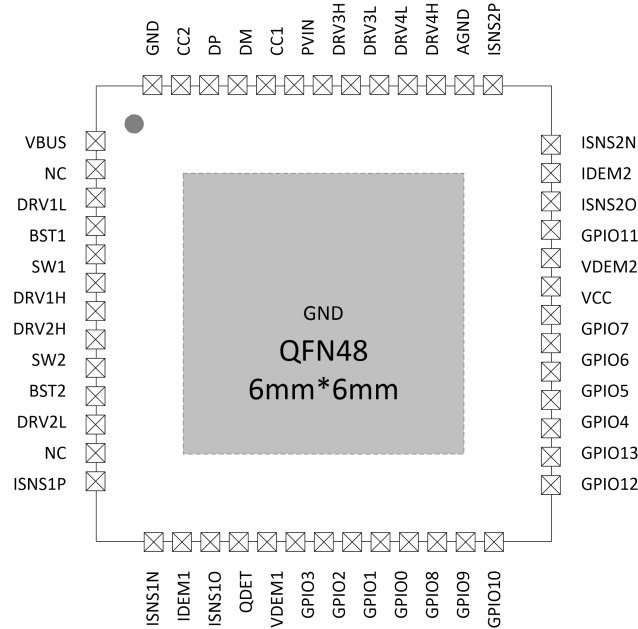 GND
CC2
DP
DM
CC1
PVIN
DRV3H
DRV3L
DRV4L
DRV4H
AGND
ISNS2P
VBUS
NC
DRV1L
BST1
SW1
DRV1H
DRV2H
SW2
BST2
DRV2L
NC
ISNS1P
GND
QFN48
6mm*6mm
ISNS2N
IDEM2
ISNS2O
GPIO11
VDEM2
VCC
GPIO7
GPIO6
GPIO5
GPIO4
GPIO13
GPIO12
ISNS1N
IDEM1
ISNS1O
QDET
VDEM1
GPIO3
GPIO2
GPIO1
GPIO0
GPIO8
GPIO9
GPIO10